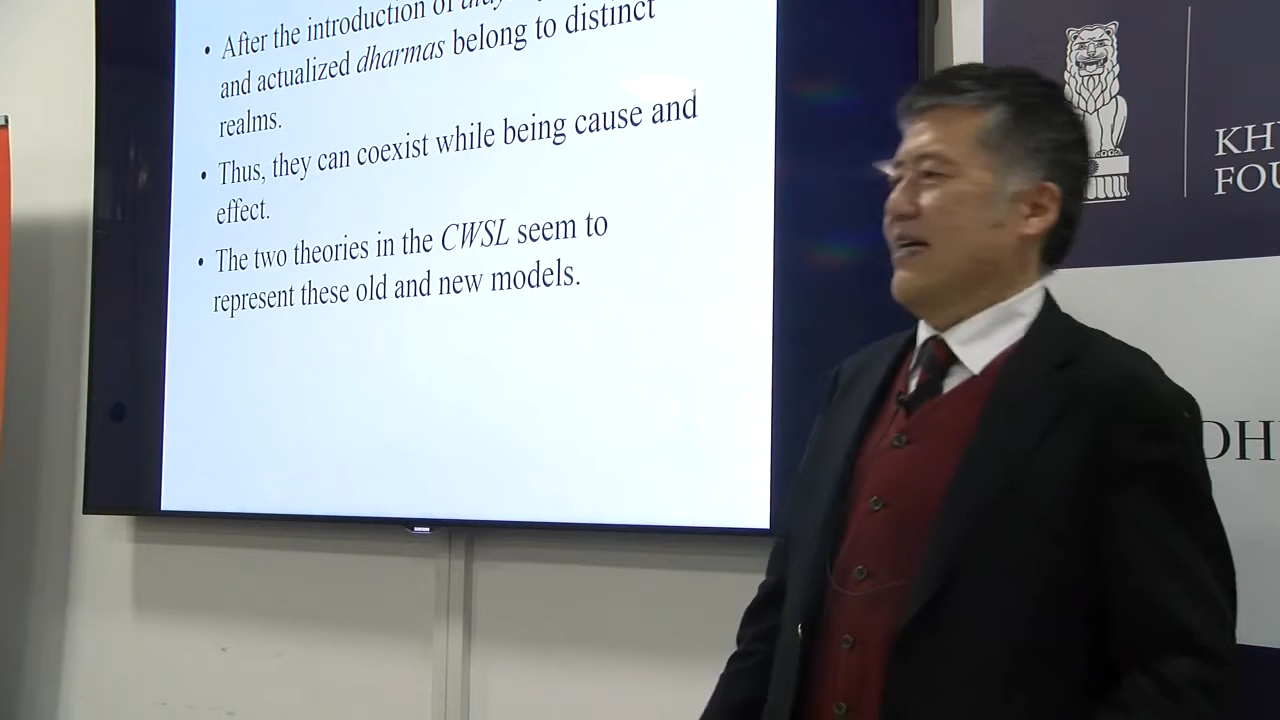 • After the introduction of
and actualized dharmas belong to distinct
realms.
• Thus, they can coexist while being cause and
effect.
• The two theories in the CWSL seem to
represent these old and new models.
SAMSUNG
KH
FOU
DH